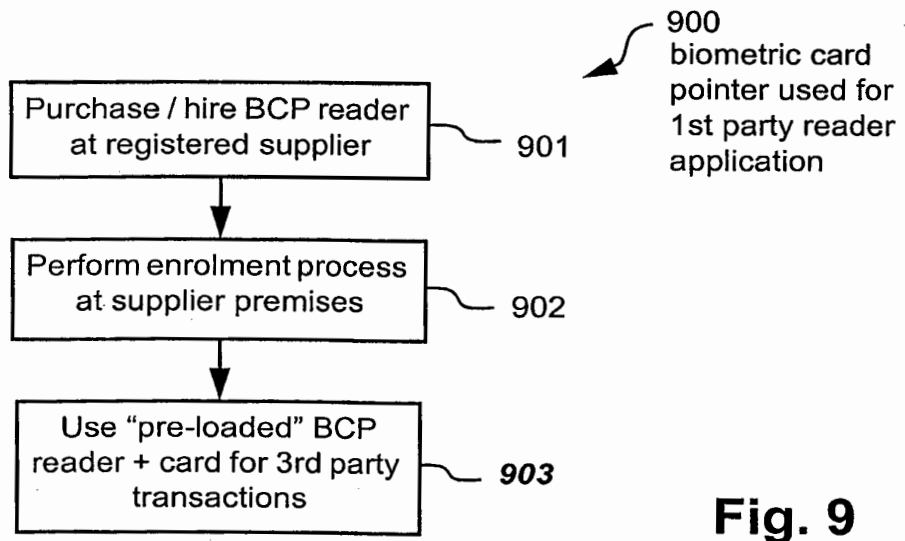 900
biometric card
pointer used for
1st party reader
application
Purchase / hire BCP reader
at registered supplier
901
Perform enrolment process
at supplier premises
902
Use “pre-loaded” BCP
reader + card for 3rd party
transactions
903
Fig. 9